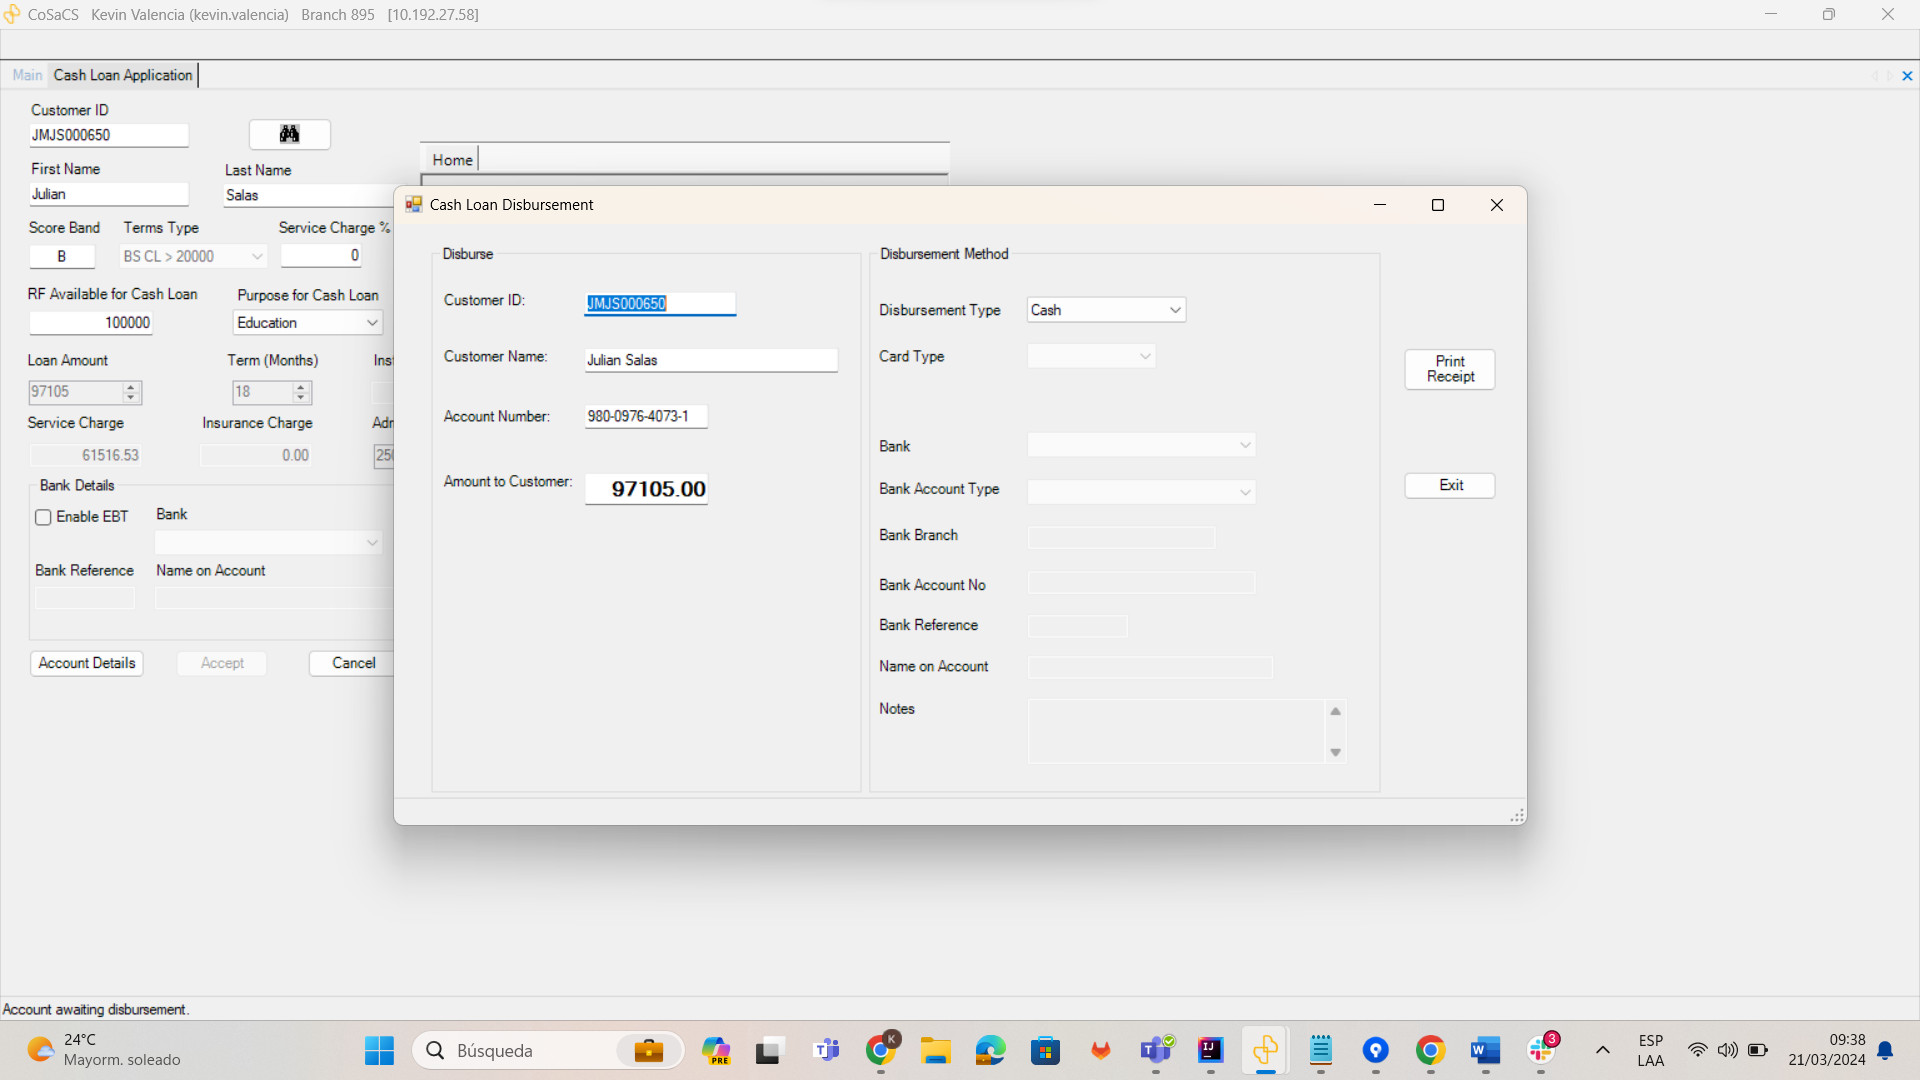 CoSaCS Kevin Valencia (kevin.valencia) Branch 895 [10.192.27.58]
Main Cash Loan Application
Customer ID
JMJS000650
First Name Last Name
Julian Salas
Score Band Terms Type Service Charge %
B BS CL > 20000 0
RF Available for Cash Loan Purpose for Cash Loan
100000 Education
Loan Amount Term (Months) Ins
97105 18
Service Charge Insurance Charge Adr
61516.53 0.00 250
Bank Details
Enable EBT Bank
Bank Reference Name on Account
Account Details Accept Cancel
Home
Cash Loan Disbursement
Disburse
Customer ID: JMJS000650
Customer Name: Julian Salas
Account Number: 980-0976-4073-1
Amount to Customer: 97105.00
Disbursement Method
Disbursement Type Cash
Card Type
Bank
Bank Account Type
Bank Branch
Bank Account No
Bank Reference
Name on Account
Notes
Print
Receipt
Exit
Account awaiting disbursement.
24°C
Mayorm. soleado
Búsqueda
PRE
K
IJ
3
ESP
LAA
09:38
21/03/2024